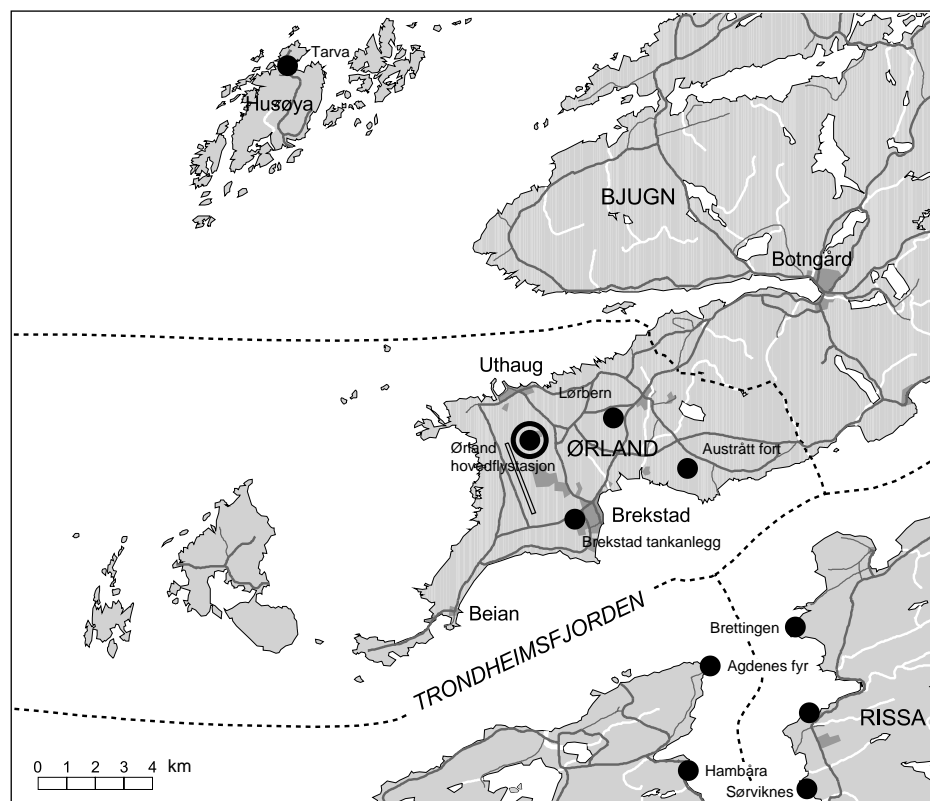 Tarva
Husøya
BJUGN
Botngård
Uthaug
Lørbern
Ørland
hovedflystasjon
ØRLAND
Austrått fort
Brekstad
Brekstad tankanlegg
Beian
TRONDHEIMSFJORDEN
Brettingen
Agdenes fyr
RISSA
Hambåra
Sørviknes
0 1 2 3 4 km